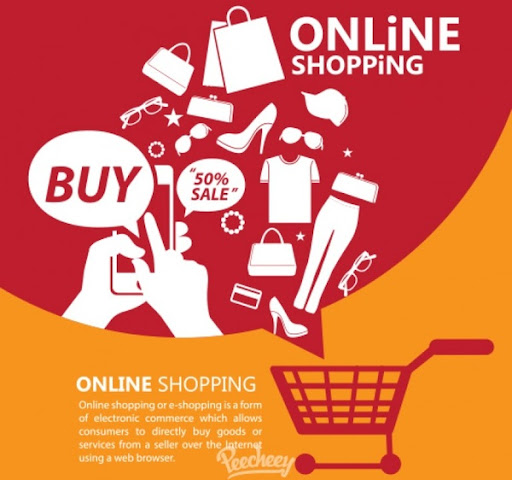 ONLiNE
SHOPPiNG
BUY
"50%
SALE"
ONLINE SHOPPING
Online shopping or e-shopping is a form
of electronic commerce which allows
consumers to directly buy goods or
services from a seller over the internet
using a web browser.
Peecheey